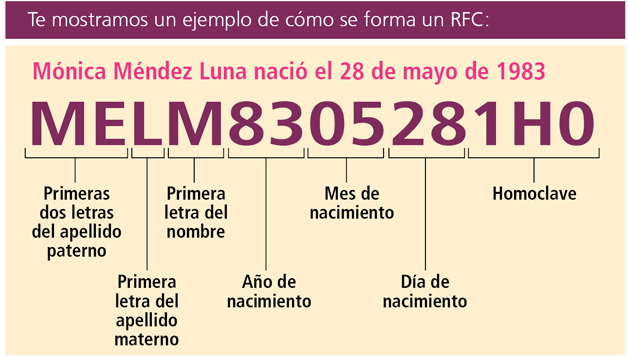 Te mostramos un ejemplo de cómo se forma un RFC:
Mónica Méndez Luna nació el 28 de mayo de 1983
MELM8305281H0
Primeras
dos letras
del apellido
paterno
Primera
letra del
apellido
materno
Primera
letra del
nombre
Año de
nacimiento
Mes de
nacimiento
Día de
nacimiento
Homoclave